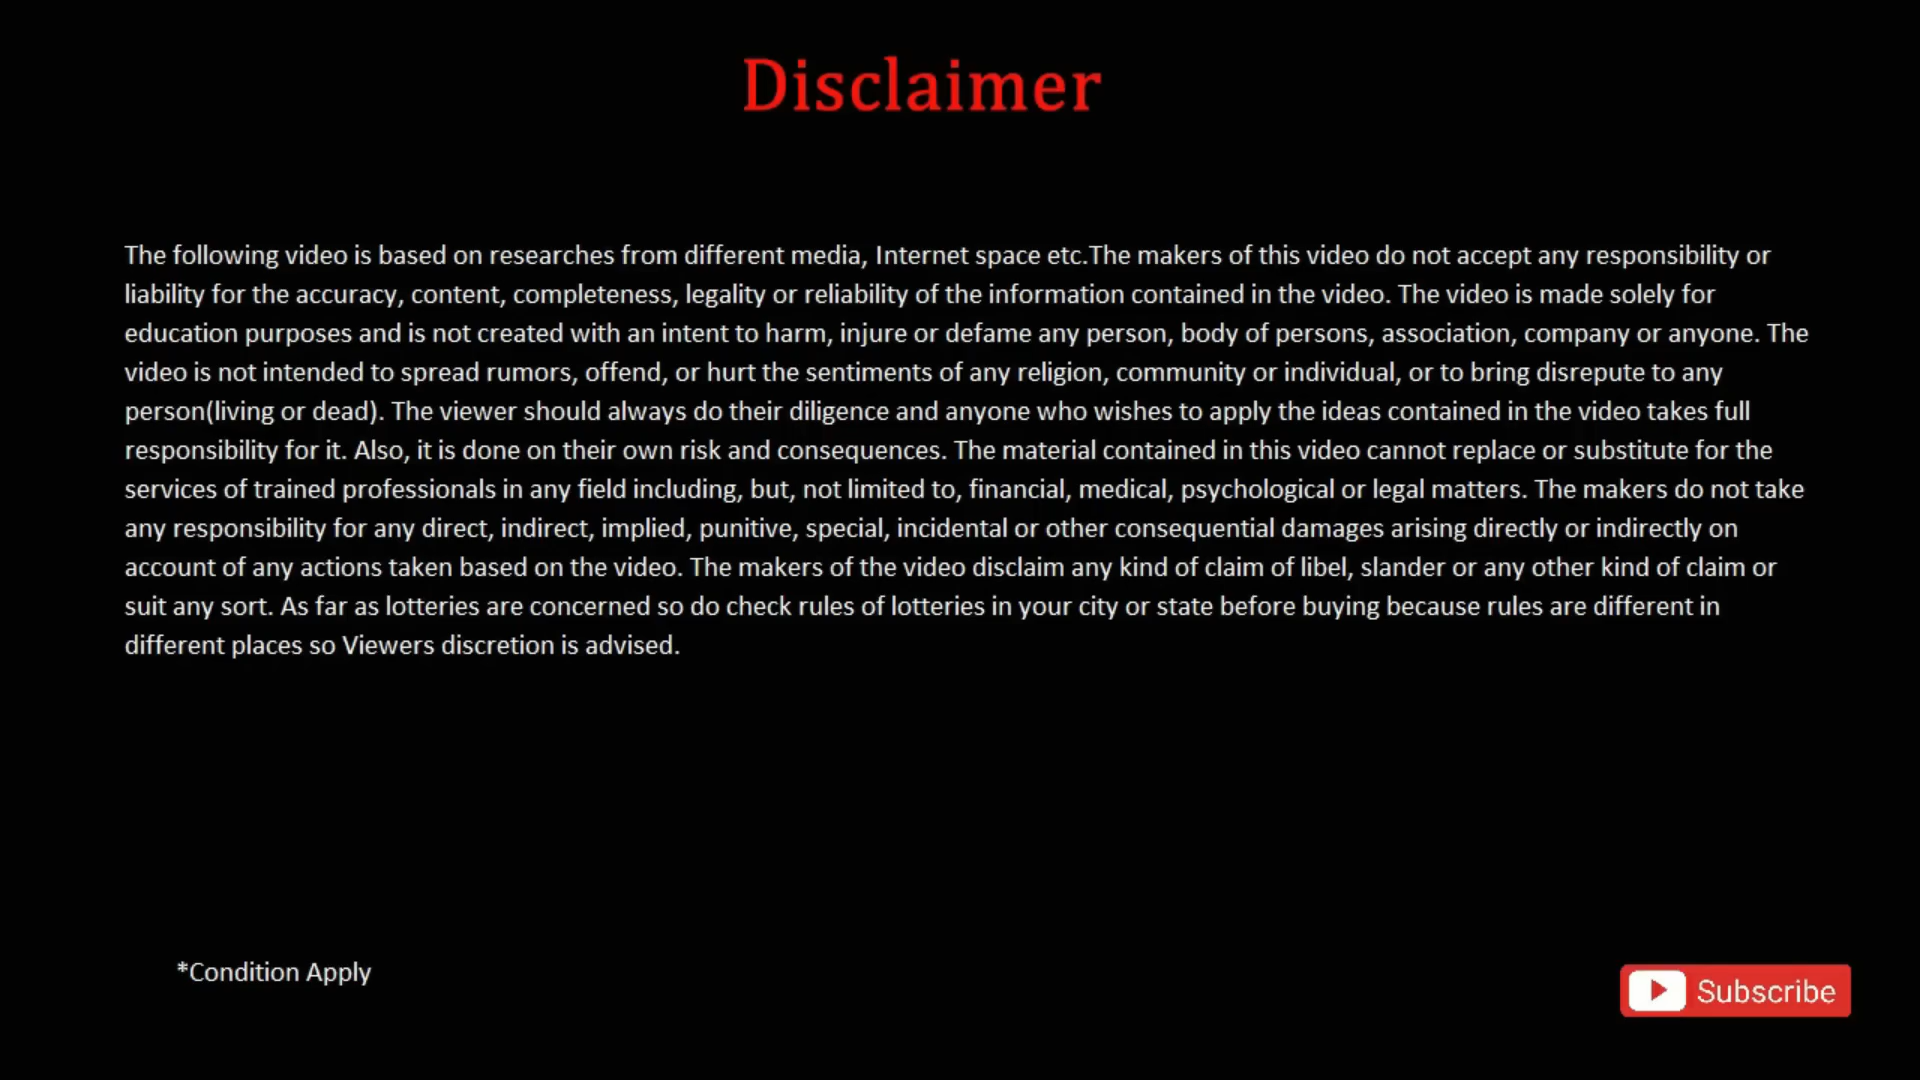 Disclaimer
The following video is based on researches from different media, Internet space etc.The makers of this video do not accept any responsibility or
liability for the accuracy, content, completeness, legality or reliability of the information contained in the video. The video is made solely for
education purposes and is not created with an intent to harm, injure or defame any person, body of persons, association, company or anyone. The
video is not intended to spread rumors, offend, or hurt the sentiments of any religion, community or individual, or to bring disrepute to any
person(living or dead). The viewer should always do their diligence and anyone who wishes to apply the ideas contained in the video takes full
responsibility for it. Also, it is done on their own risk and consequences. The material contained in this video cannot replace or substitute for the
services of trained professionals in any field including, but, not limited to, financial, medical, psychological or legal matters. The makers do not take
any responsibility for any direct, indirect, implied, punitive, special, incidental or other consequential damages arising directly or indirectly on
account of any actions taken based on the video. The makers of the video disclaim any kind of claim of libel, slander or any other kind of claim or
suit any sort. As far as lotteries are concerned so do check rules of lotteries in your city or state before buying because rules are different in
different places so Viewers discretion is advised.
*Condition Apply
Subscribe